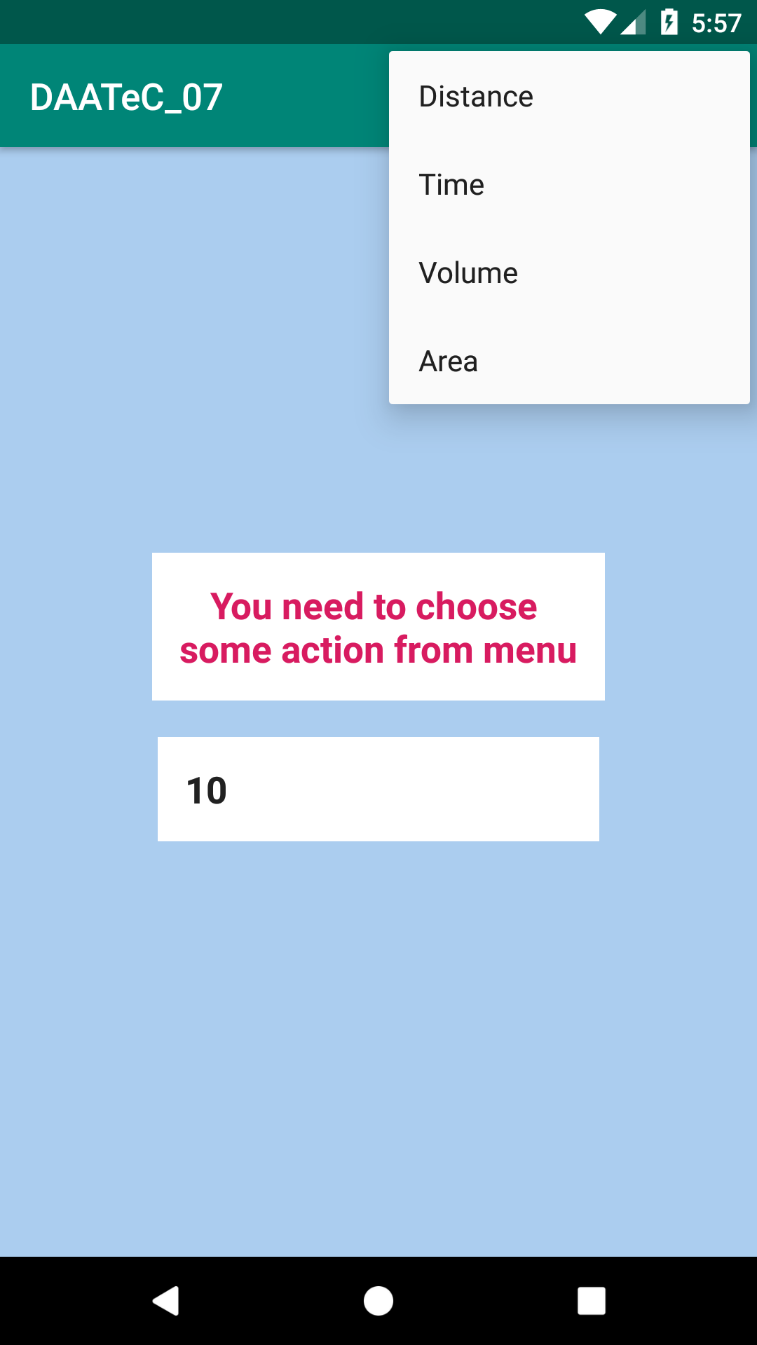 5:57
DAATeC_07
Distance
Time
Volume
Area
You need to choose
some action from menu
10